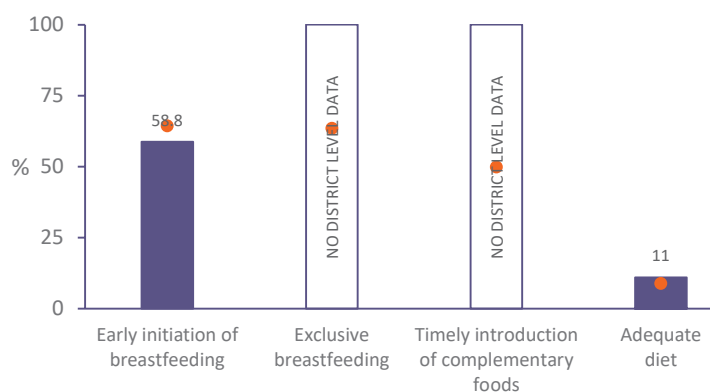 100
75
50
25
0
%
58.8
NO DISTRICT LEVEL DATA
NO DISTRICT LEVEL DATA
11
Early initiation of
breastfeeding
Exclusive
breastfeeding
Timely introduction
of complementary
foods
Adequate
diet